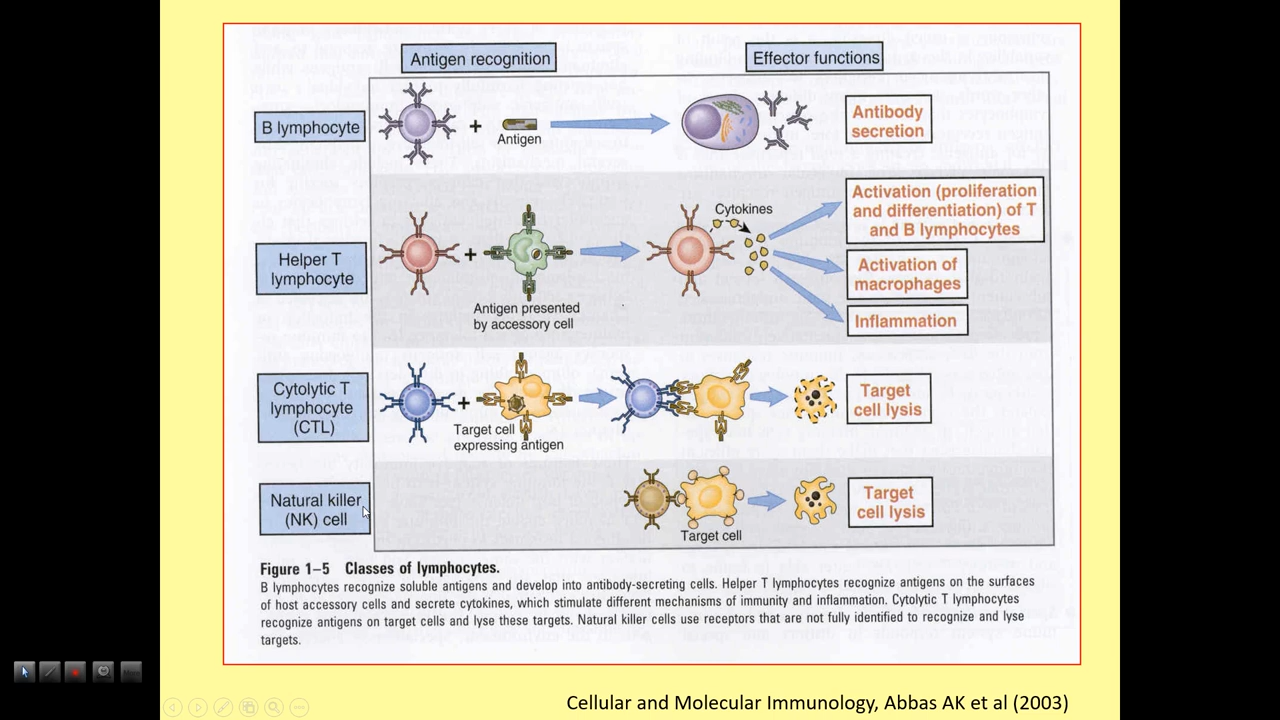 Antigen recognition
Effector functions
B lymphocyte
+
Antigen
Antibody
secretion
Helper T
lymphocyte
+
Antigen presented
by accessory cell
Cytokines
Activation (proliferation
and differentiation) of T
and B lymphocytes
Activation of
macrophages
Inflammation
Cytolytic T
lymphocyte
(CTL)
+
Target cell
expressing antigen
Target
cell lysis
Natural killer
(NK) cell
Target cell
Target
cell lysis
Figure 1–5 Classes of lymphocytes.
B lymphocytes recognize soluble antigens and develop into antibody-secreting cells. Helper T lymphocytes recognize antigens on the surfaces
of host accessory cells and secrete cytokines, which stimulate different mechanisms of immunity and inflammation. Cytolytic T lymphocytes
recognize antigens on target cells and lyse these targets. Natural killer cells use receptors that are not fully identified to recognize and lyse
targets.
Cellular and Molecular Immunology, Abbas AK et al (2003)